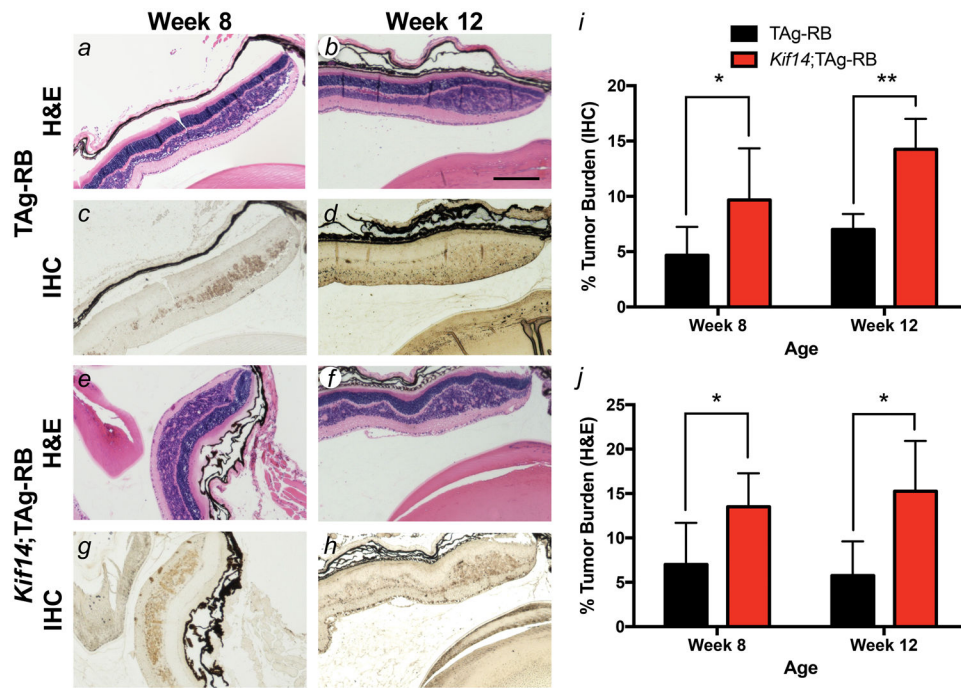 Week 8
Week 12
a
b
H&E
TAg-RB
c
d
IHC
e
f
H&E
Kif14;TAg-RB
g
h
IHC
i
TAg-RB
Kif14;TAg-RB
% Tumor Burden (IHC)
20
15
10
5
0
*
**
Week 8
Week 12
Age
j
% Tumor Burden (H&E)
25
20
15
10
5
0
*
*
Week 8
Week 12
Age